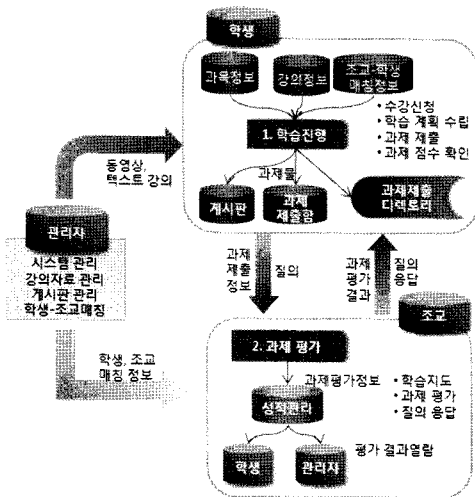 학생
과목정보
강의정보
조교-학생
매칭정보
• 수강신청
• 학습 계획 수립
• 과제 제출
• 과제 점수 확인
1. 학습진행
동영상,
텍스트 강의
과제물
게시판
과제
제출함
과제제출
디렉토리
관리자
시스템 관리
강의자료 관리
게시판 관리
학생-조교매칭
과제
제출
정보
질의
과제
평가
결과
질의
응답
조교
학생, 조교
매칭 정보
2. 과제 평가
과제평가정보
• 학습지도
• 과제 평가
• 질의 응답
성적관리
평가 결과열람
학생
관리자